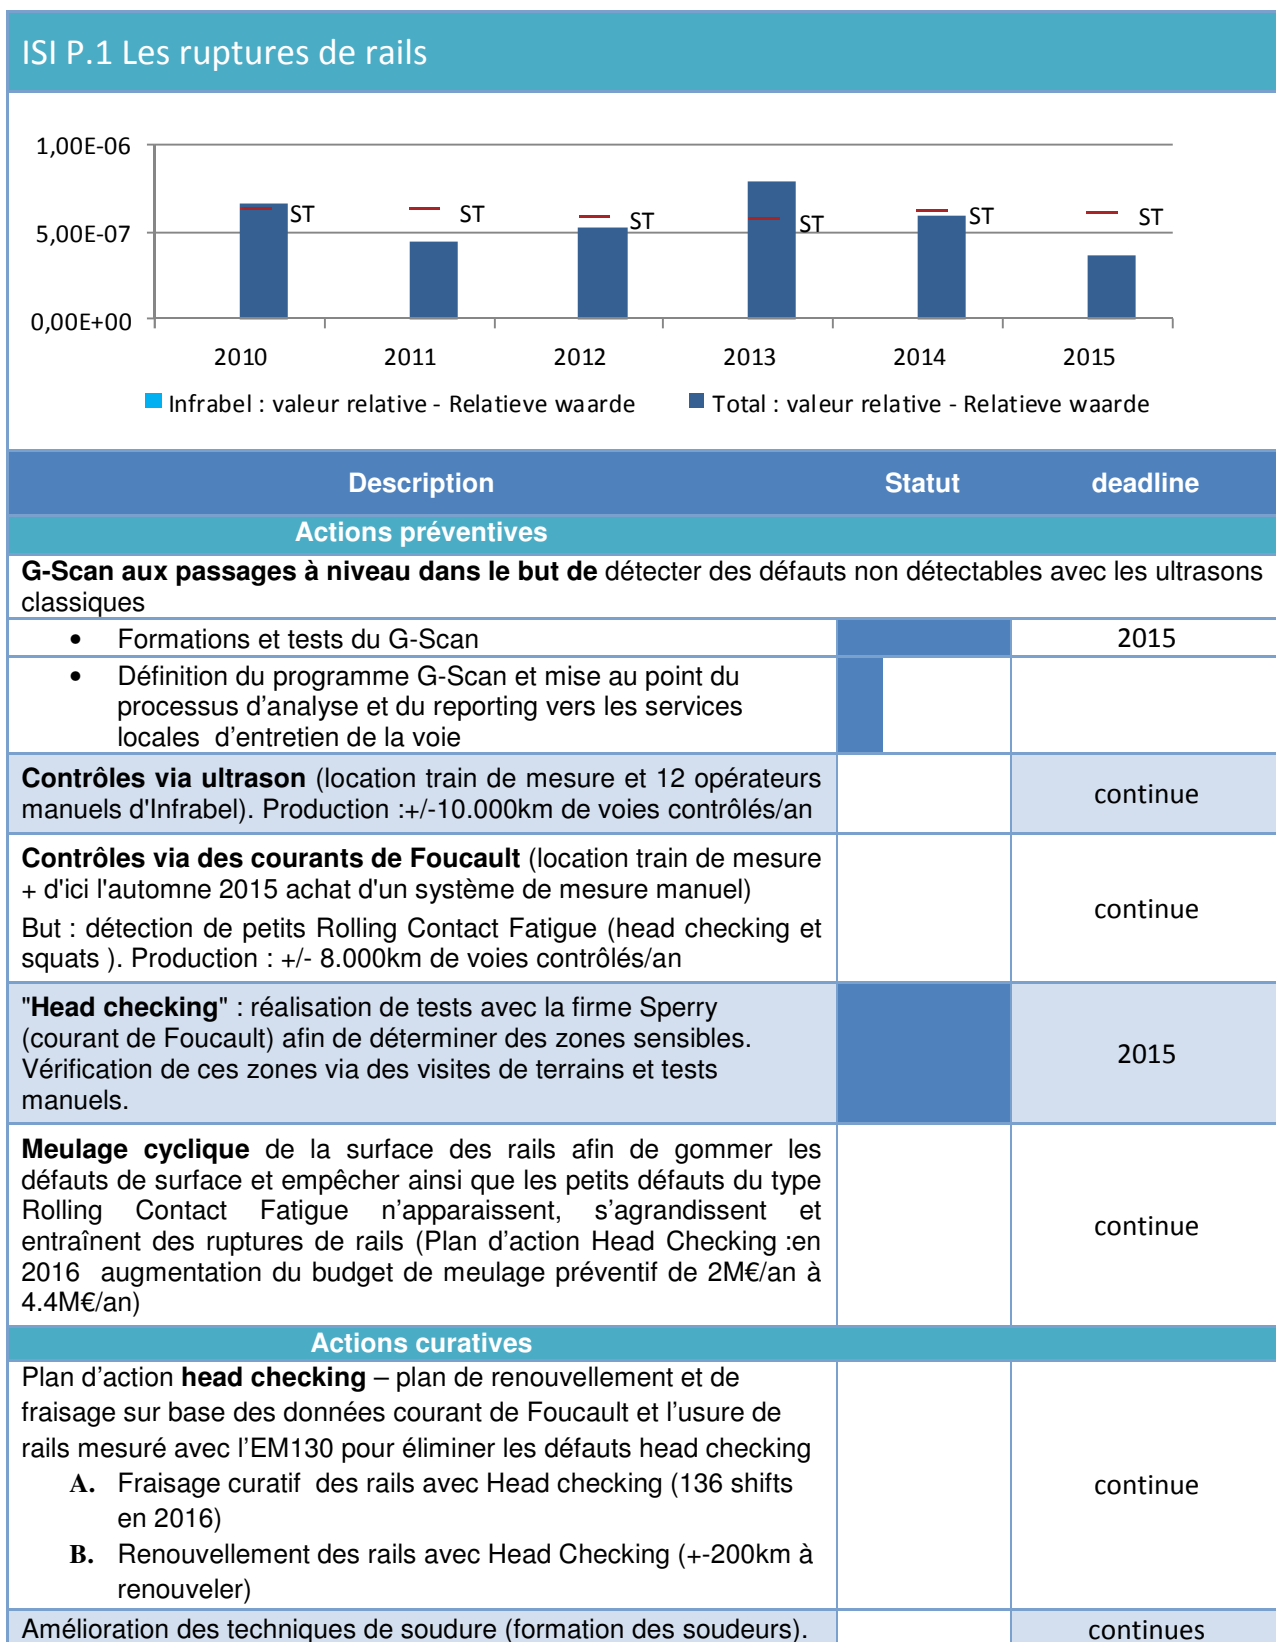 ISI P.1 Les ruptures de rails
1,00E-06
5,00E-07
0,00E+00
ST
ST
ST
ST
ST
ST
2010
2011
2012
2013
2014
2015
Infrabel : valeur relative - Relatieve waarde
Total : valeur relative - Relatieve waarde
Description Statut deadline
Actions préventives
G-Scan aux passages à niveau dans le but de détecter des défauts non détectables avec les ultrasons
classiques
• Formations et tests du G-Scan
2015
• Définition du programme G-Scan et mise au point du
processus d’analyse et du reporting vers les services
locales d’entretien de la voie
Contrôles via ultrason (location train de mesure et 12 opérateurs
manuels d'Infrabel). Production :+/-10.000km de voies contrôlés/an
continue
Contrôles via des courants de Foucault (location train de mesure
+ d'ici l'automne 2015 achat d'un système de mesure manuel)
But : détection de petits Rolling Contact Fatigue (head checking et
squats ). Production : +/- 8.000km de voies contrôlés/an
continue
"Head checking" : réalisation de tests avec la firme Sperry
(courant de Foucault) afin de déterminer des zones sensibles.
Vérification de ces zones via des visites de terrains et tests
manuels.
2015
Meulage cyclique de la surface des rails afin de gommer les
défauts de surface et empêcher ainsi que les petits défauts du type
Rolling Contact Fatigue n’apparaissent, s’agrandissent et
entraînent des ruptures de rails (Plan d’action Head Checking :en
2016 augmentation du budget de meulage préventif de 2M€/an à
4.4M€/an)
continue
Actions curatives
Plan d’action head checking – plan de renouvellement et de
fraisage sur base des données courant de Foucault et l’usure de
rails mesuré avec l’EM130 pour éliminer les défauts head checking
A. Fraisage curatif des rails avec Head checking (136 shifts
en 2016)
B. Renouvellement des rails avec Head Checking (+-200km à
renouveler)
continue
Amélioration des techniques de soudure (formation des soudeurs).
continues